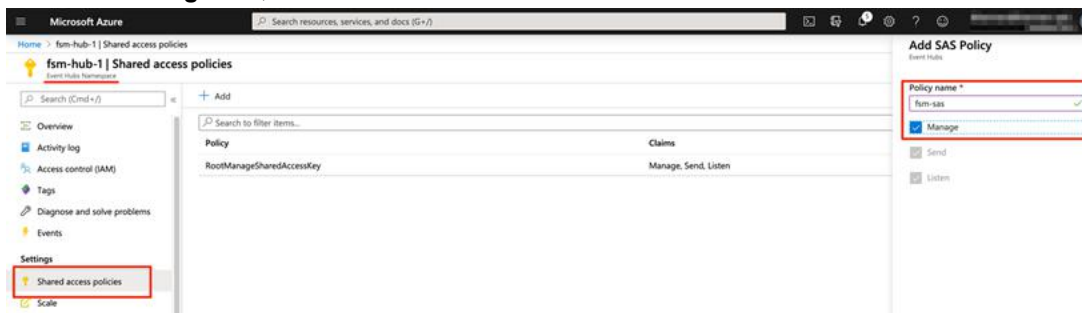 Microsoft Azure
Search resources, services, and docs (G+/)
Home > fsm-hub-1 | Shared access policies
fsm-hub-1 | Shared access policies
Event Hubs Namespace
Search (Cmd+/)
Overview
Activity log
Access control (IAM)
Tags
Diagnose and solve problems
Events
Settings
Shared access policies
Scale
+ Add
Search to filter items...
Policy Claims
RootManageSharedAccessKey Manage, Send, Listen
Add SAS Policy
Event Hubs
Policy name *
fsm-sas
Manage
Send
Listen